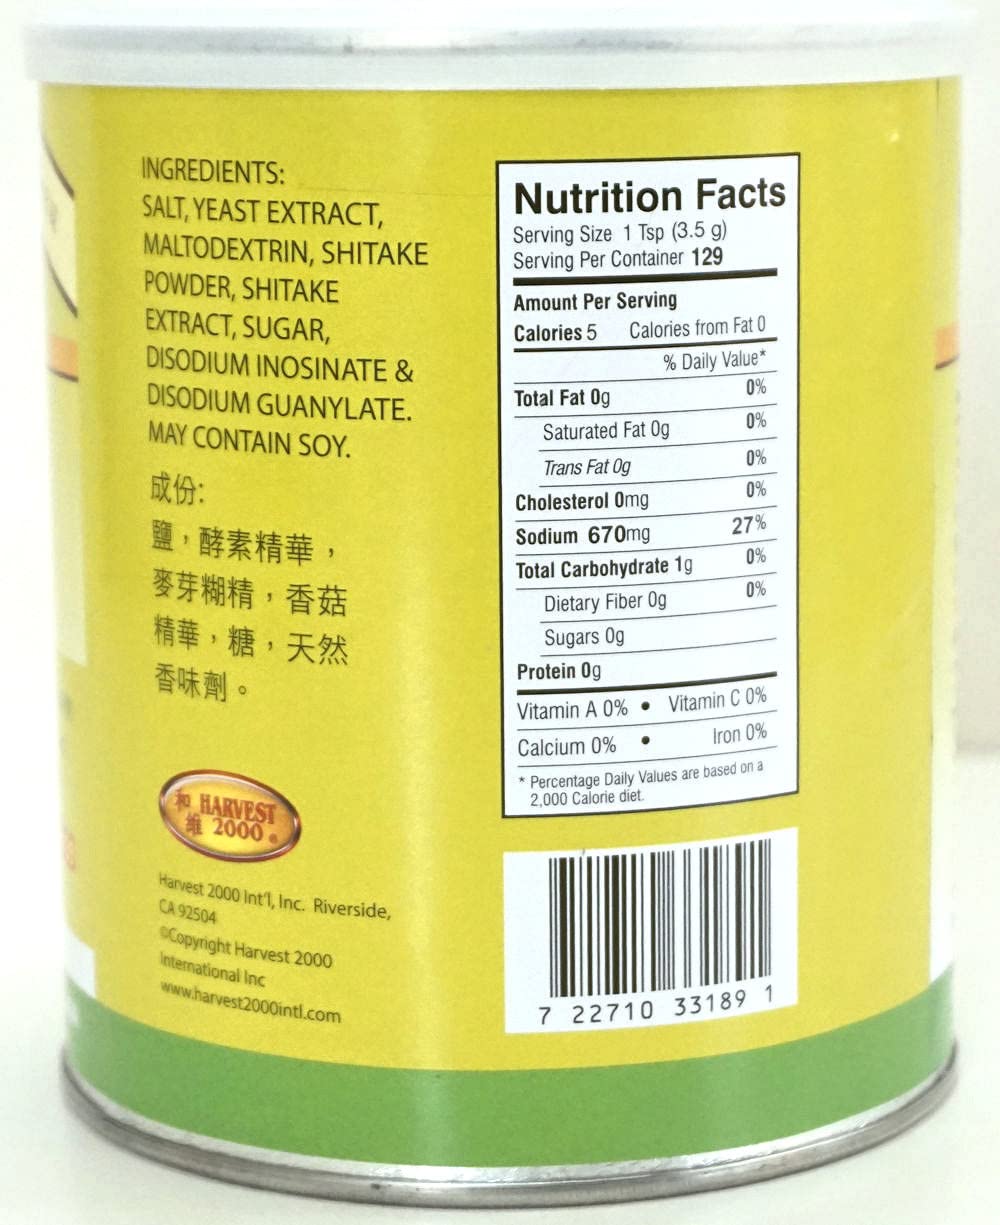 INGREDIENTS:
SALT, YEAST EXTRACT,
MALTODEXTRIN, SHITAKE
POWDER, SHITAKE
EXTRACT, SUGAR,
DISODIUM INOSINATE &
DISODIUM GUANYLATE.
MAY CONTAIN SOY.
成份:
鹽，酵素精華，
麥芽糊精，香菇
精華，糖，天然
香味劑。
和維 HARVEST 2000
Harvest 2000 Int'l, Inc. Riverside,
CA 92504
©Copyright Harvest 2000
International Inc
www.harvest2000intl.com
Nutrition Facts
Serving Size 1 Tsp (3.5 g)
Serving Per Container 129
Amount Per Serving
Calories 5 Calories from Fat 0
% Daily Value*
Total Fat 0g 0%
Saturated Fat 0g 0%
Trans Fat 0g 0%
Cholesterol 0mg 0%
Sodium 670mg 27%
Total Carbohydrate 1g 0%
Dietary Fiber 0g 0%
Sugars 0g
Protein 0g
Vitamin A 0% • Vitamin C 0%
Calcium 0% • Iron 0%
* Percentage Daily Values are based on a
2,000 Calorie diet.
7 22710 33189 1